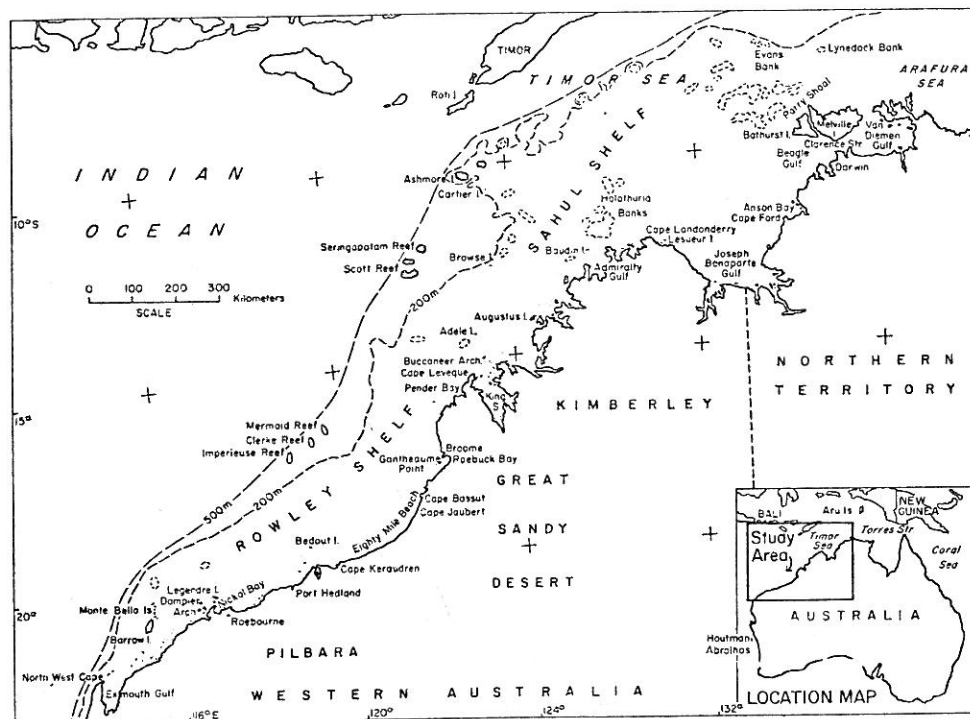 TIMOR
Roti I.
TIMOR SEA
Evans
Bank
Lynedock Bank
ARAFURA
SEA
Parry Shoal
Melville
I.
Van
Diemen
Gulf
Bathurst I.
Clarence Str.
Beagle
Gulf
Darwin
INDIAN
OCEAN
10°S
Ashmore I.
Cartier I.
SAHUL SHELF
Holothuria
Banks
Anson Bay
Cape Ford
Cape Londonderry
Lesueur I.
Seringapatam Reef
Scott Reef
Browse I.
Baudin I.
Admiralty
Gulf
Joseph
Bonaparte
Gulf
0 100 200 300 Kilometers
SCALE
200m
Augustus I.
Adele I.
Buccaneer Arch.
Cape Leveque
Pender Bay
King
S.
KIMBERLEY
NORTHERN
TERRITORY
15°
Mermaid Reef
Clerke Reef
Imperieuse Reef
ROWLEY SHELF
Broome
Gantheaume
Point
Roebuck Bay
GREAT
SANDY
DESERT
500m
200m
Cape Bossut
Cape Jaubert
Eighty Mile Beach
Bedout I.
Cape Keraudren
Port Hedland
Legendre I.
Dampier
Arch.
Nickol Bay
Roebourne
20°
Monte Bello Is.
Barrow I.
North West Cape
Exmouth Gulf
PILBARA
WESTERN AUSTRALIA
116°E
120°
124°
132°
BALI
Aru Is
NEW
GUINEA
Study
Area
Timor
Sea
Torres Str.
Coral
Sea
AUSTRALIA
Houtman
Abrolhos
LOCATION MAP